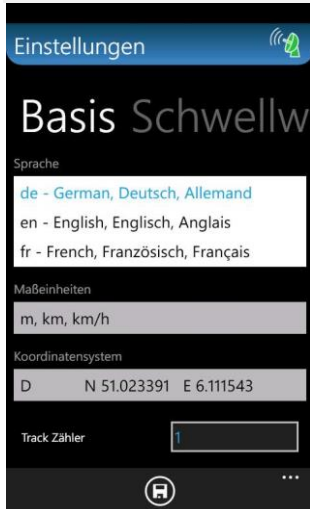 Einstellungen
Basis Schwellw
Sprache
de - German, Deutsch, Allemand
en - English, Englisch, Anglais
fr - French, Französisch, Français
Maßeinheiten
m, km, km/h
Koordinatensystem
D N 51.023391 E 6.111543
Track Zähler 1